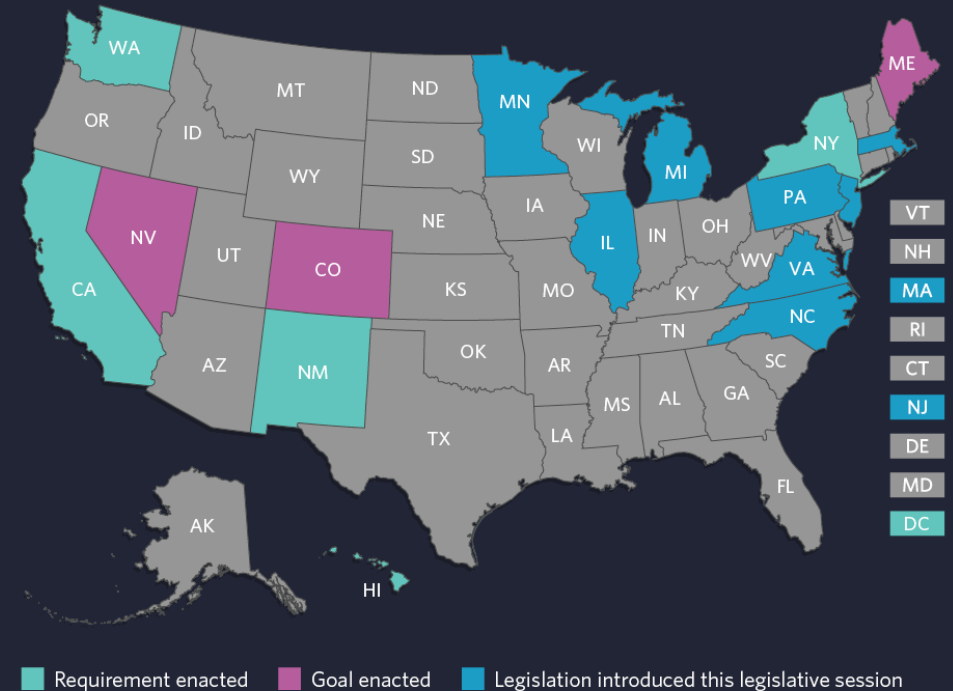 WA
ME
MT
ND
MN
OR
ID
SD
WI
NY
WY
MI
IA
PA
NE
NV
UT
CO
IL
IN
OH
WV
VA
CA
KS
MO
KY
NC
AZ
NM
OK
AR
TN
SC
MS
AL
GA
TX
LA
FL
AK
HI
VT
NH
MA
RI
CT
NJ
DE
MD
DC
Requirement enacted Goal enacted Legislation introduced this legislative session